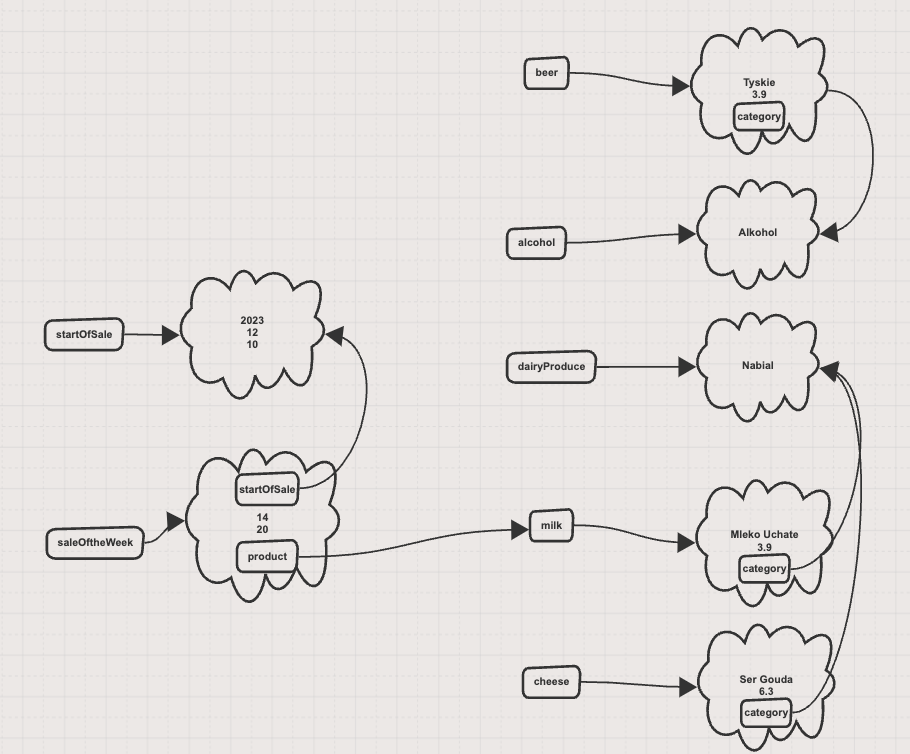 beer
Tyskie
3.9
category
alcohol
Alkohol
startOfSale
2023
12
10
dairyProduce
Nabial
saleOftheWeek
startOfSale
14
20
product
milk
Mleko Uchate
3.9
category
cheese
Ser Gouda
6.3
category